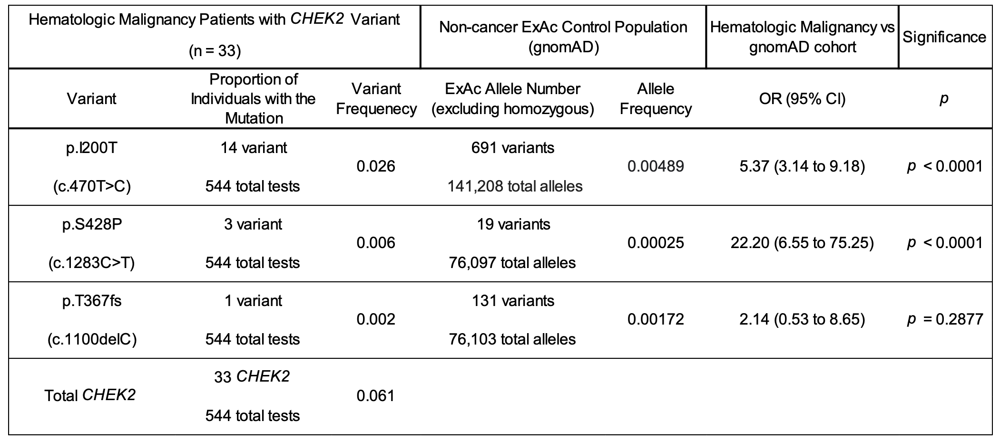 Hematologic Malignancy Patients with CHEK2 Variant
(n = 33)
Non-cancer ExAc Control Population
(gnomAD)
Hematologic Malignancy vs
gnomAD cohort
Significance
Variant
Proportion of
Individuals with the
Mutation
Variant
Frequenecy
ExAc Allele Number
(excluding homozygous)
Allele
Frequency
OR (95% CI)
p
p.I200T
(c.470T>C)
14 variant
544 total tests
0.026
691 variants
141,208 total alleles
0.00489
5.37 (3.14 to 9.18)
p < 0.0001
p.S428P
(c.1283C>T)
3 variant
544 total tests
0.006
19 variants
76,097 total alleles
0.00025
22.20 (6.55 to 75.25)
p < 0.0001
p.T367fs
(c.1100delC)
1 variant
544 total tests
0.002
131 variants
76,103 total alleles
0.00172
2.14 (0.53 to 8.65)
p = 0.2877
Total CHEK2
33 CHEK2
544 total tests
0.061